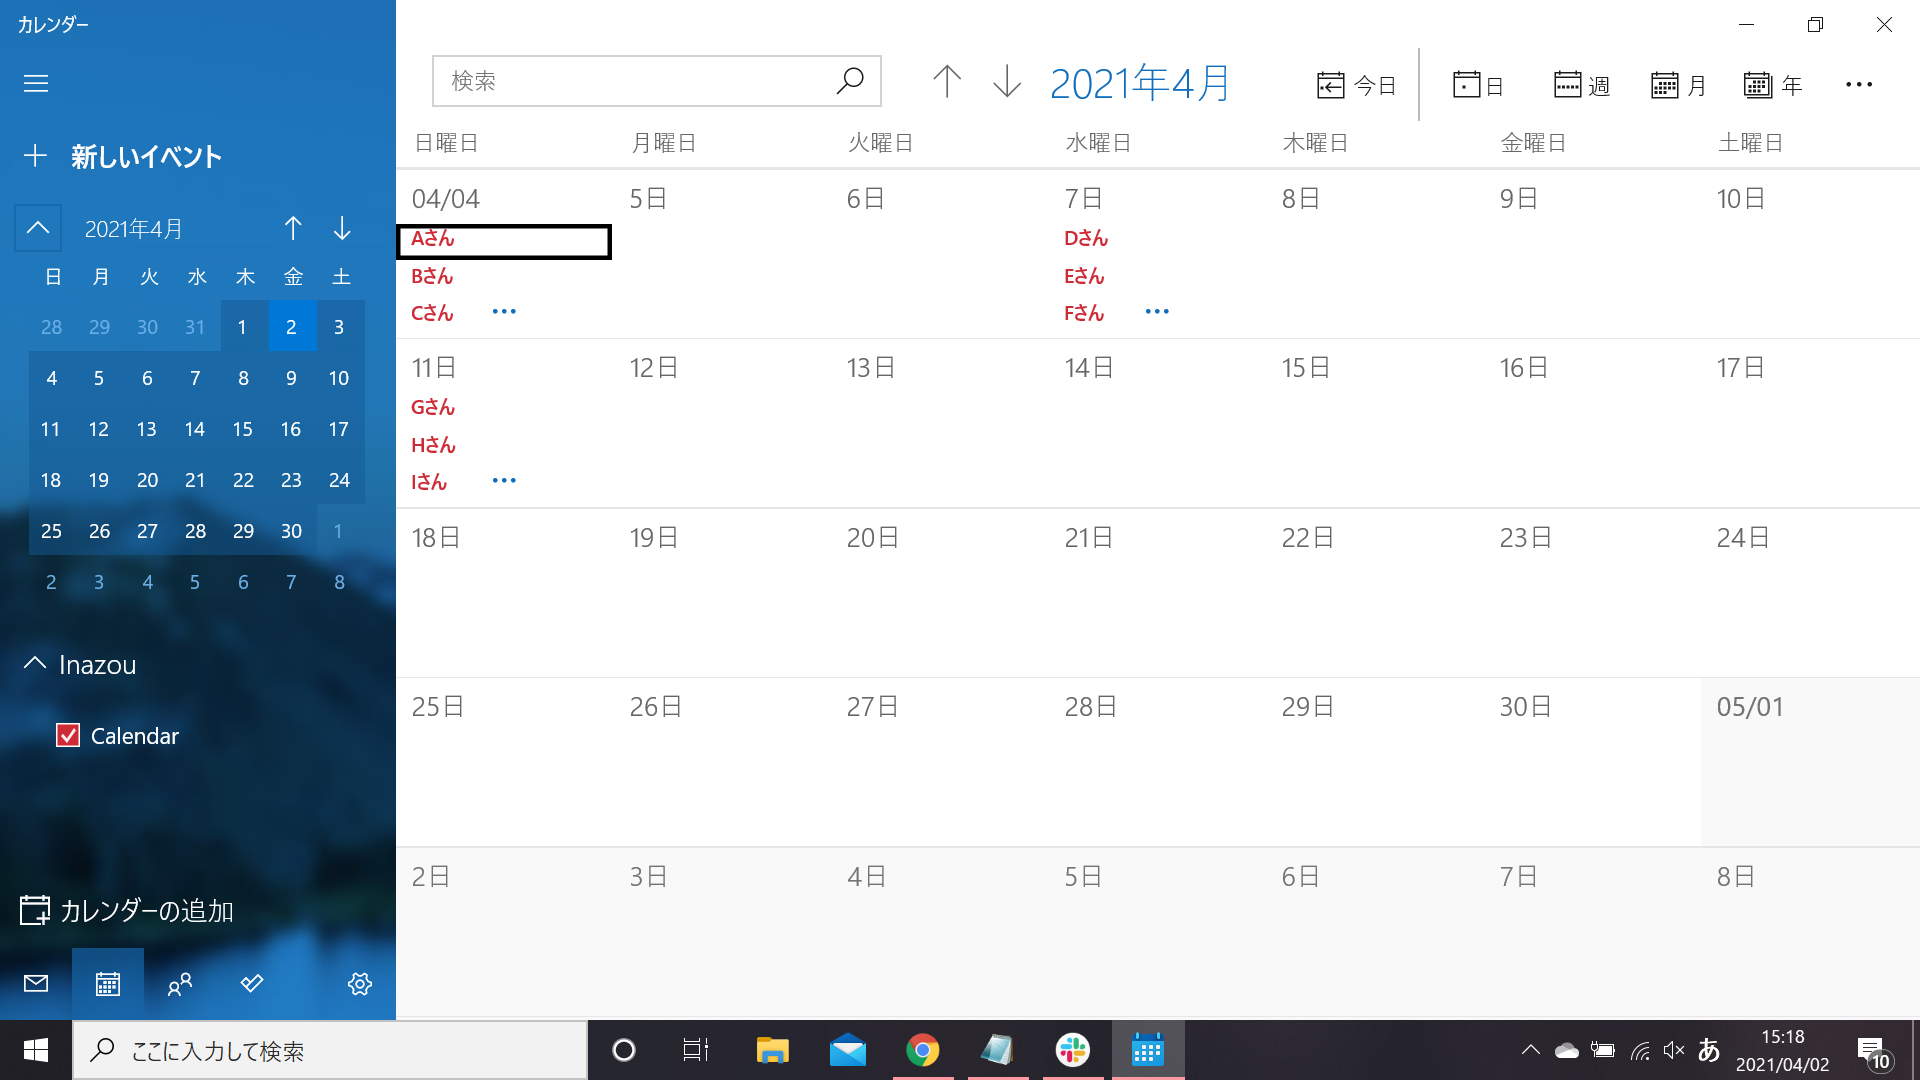 カレンダー
新しいイベント
2021年4月
日 月 火 水 木 金 土
28 29 30 31 1 2 3
4 5 6 7 8 9 10
11 12 13 14 15 16 17
18 19 20 21 22 23 24
25 26 27 28 29 30 1
2 3 4 5 6 7 8
Inazou
Calendar
カレンダーの追加
検索
2021年4月
今日
日
週
月
年
日曜日 月曜日 火曜日 水曜日 木曜日 金曜日 土曜日
04/04 5日 6日 7日 8日 9日 10日
Aさん Dさん
Bさん Eさん
Cさん ••• Fさん •••
11日 12日 13日 14日 15日 16日 17日
Gさん
Hさん
Iさん •••
18日 19日 20日 21日 22日 23日 24日
25日 26日 27日 28日 29日 30日 05/01
2日 3日 4日 5日 6日 7日 8日
ここに入力して検索
あ
15:18
2021/04/02
10